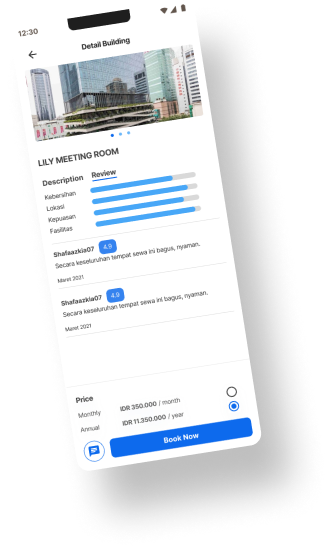 12:30
Detail Building
LILY MEETING ROOM
Description Review
Kebersihan
Lokasi
Kepuasan
Fasilitas
Shafaazkia07 4.9
Secara keseluruhan tempat sewa ini bagus, nyaman.
Maret 2021
Shafaazkia07 4.9
Secara keseluruhan tempat sewa ini bagus, nyaman.
Maret 2021
Price
Monthly IDR 350.000 / month
Annual IDR 11.350.000 / year
Book Now